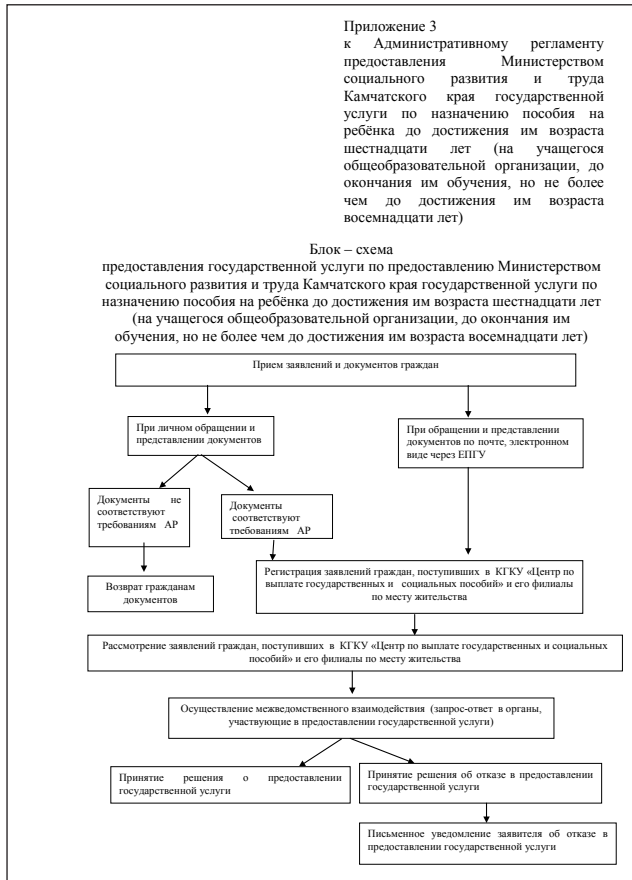 Приложение 3
к Административному регламенту
предоставления Министерством
социального развития и труда
Камчатского края государственной
услуги по назначению пособия на
ребёнка до достижения им возраста
шестнадцати лет (на учащегося
общеобразовательной организации, до
окончания им обучения, но не более
чем до достижения им возраста
восемнадцати лет)
Блок – схема
предоставления государственной услуги по предоставлению Министерством
социального развития и труда Камчатского края государственной услуги по
назначению пособия на ребёнка до достижения им возраста шестнадцати лет
(на учащегося общеобразовательной организации, до окончания им
обучения, но не более чем до достижения им возраста восемнадцати лет)
Прием заявлений и документов граждан
При личном обращении и
представлении документов
При обращении и представлении
документов по почте, электронном
виде через ЕПГУ
Документы не
соответствуют
требованиям АР
Документы
соответствуют
требованиям АР
Возврат гражданам
документов
Регистрация заявлений граждан, поступивших в КГКУ «Центр по
выплате государственных и социальных пособий» и его филиалы
по месту жительства
Рассмотрение заявлений граждан, поступивших в КГКУ «Центр по выплате государственных и социальных
пособий» и его филиалы по месту жительства
Осуществление межведомственного взаимодействия (запрос-ответ в органы,
участвующие в предоставлении государственной услуги)
Принятие решения о предоставлении
государственной услуги
Принятие решения об отказе в предоставлении
государственной услуги
Письменное уведомление заявителя об отказе в
предоставлении государственной услуги